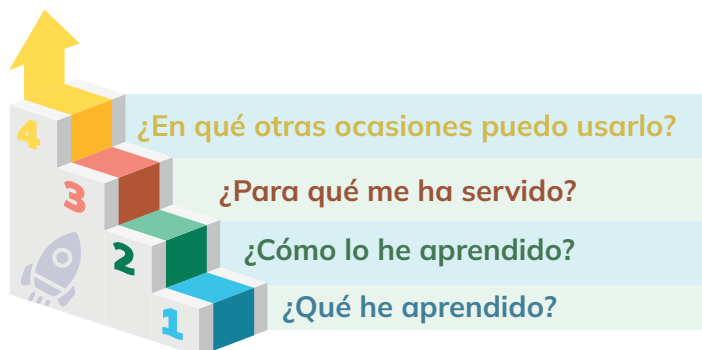 4 ¿En qué otras ocasiones puedo usarlo?
3 ¿Para qué me ha servido?
2 ¿Cómo lo he aprendido?
1 ¿Qué he aprendido?